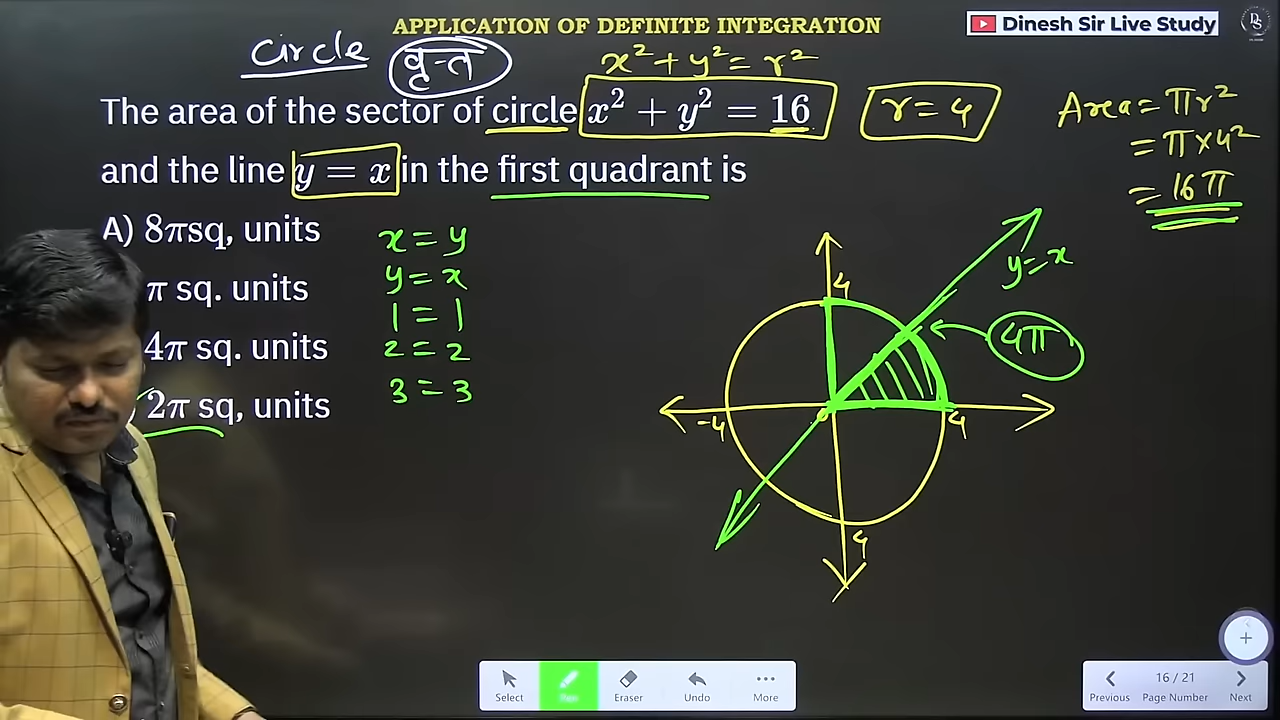 APPLICATION OF DEFINITE INTEGRATION
Dinesh Sir Live Study
DS
circle वृत्त x² + y² = r²
The area of the sector of circle x² + y² = 16 r = 4
and the line y = x in the first quadrant is
Area = πr²
= π×4²
= 16π
A) 8πsq, units
π sq. units
4π sq. units
2π sq, units
x = y
y = x
1 = 1
2 = 2
3 = 3
y=x
4
4π
-4
4
4
Select
Pen
Eraser
Undo
More
Previous
16 / 21
Page Number
Next